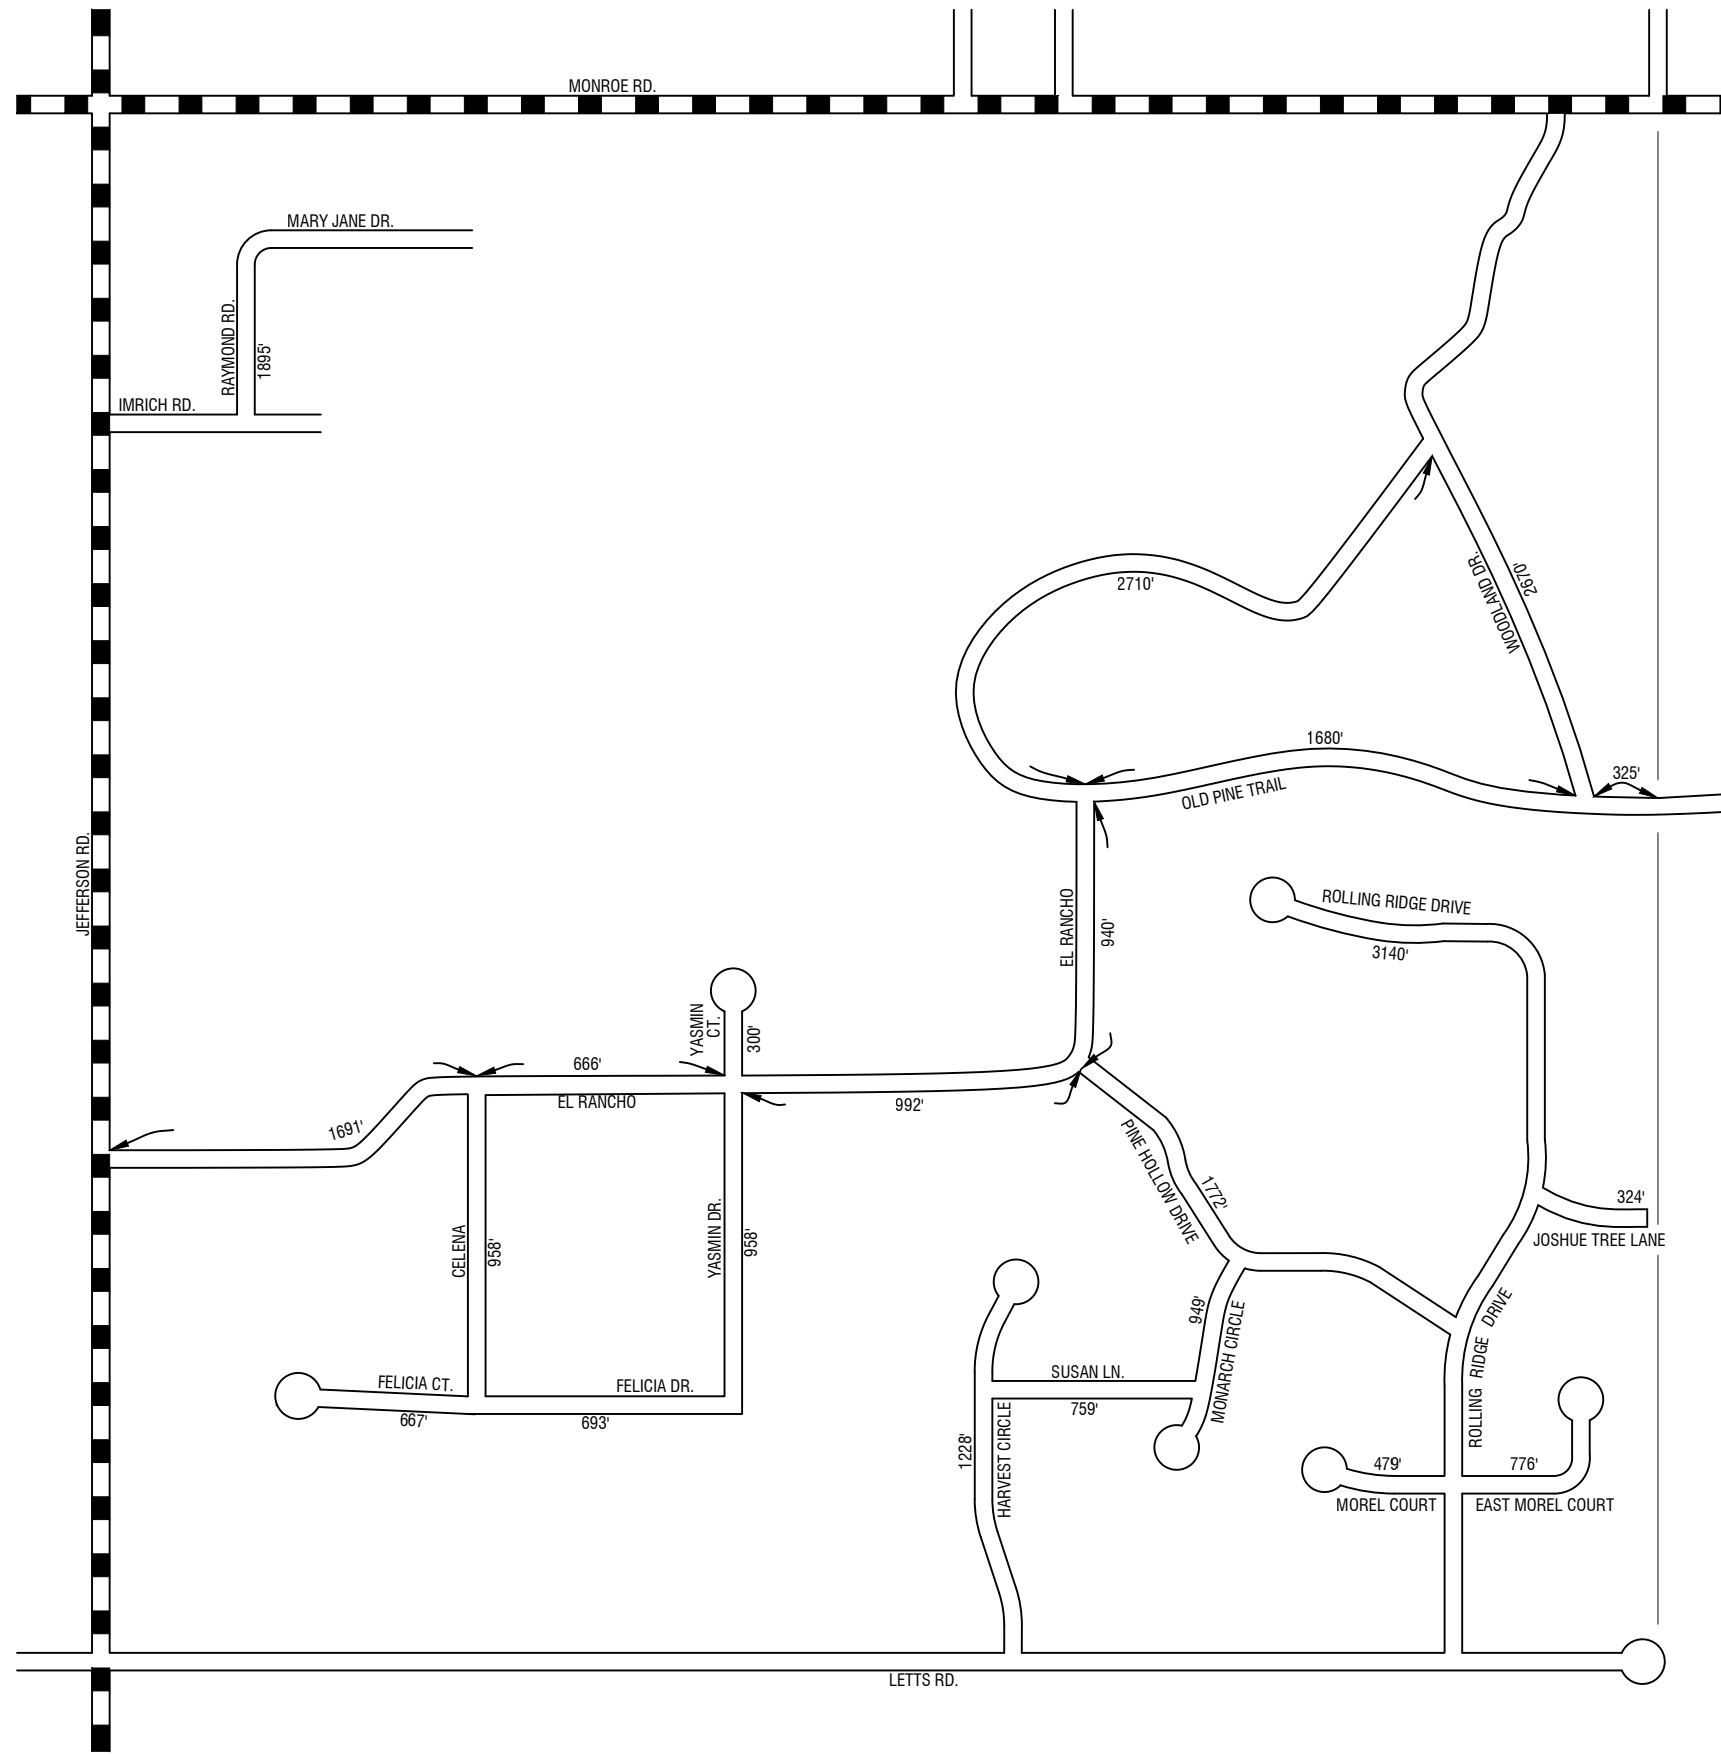 MONROE RD.
MARY JANE DR.
RAYMOND RD.
1895'
IMRICH RD.
2710'
WOODLAND DR.
2670'
1680'
325'
OLD PINE TRAIL
JEFFERSON RD.
EL RANCHO
940'
ROLLING RIDGE DRIVE
3140'
YASMIN
CT.
300'
666'
EL RANCHO
992'
1691'
PINE HOLLOW DRIVE
1772'
324'
JOSHUE TREE LANE
CELENA
958'
YASMIN DR.
958'
949'
MONARCH CIRCLE
ROLLING RIDGE DRIVE
SUSAN LN.
759'
FELICIA CT.
667'
FELICIA DR.
693'
1228'
HARVEST CIRCLE
479'
776'
MOREL COURT
EAST MOREL COURT
LETTS RD.